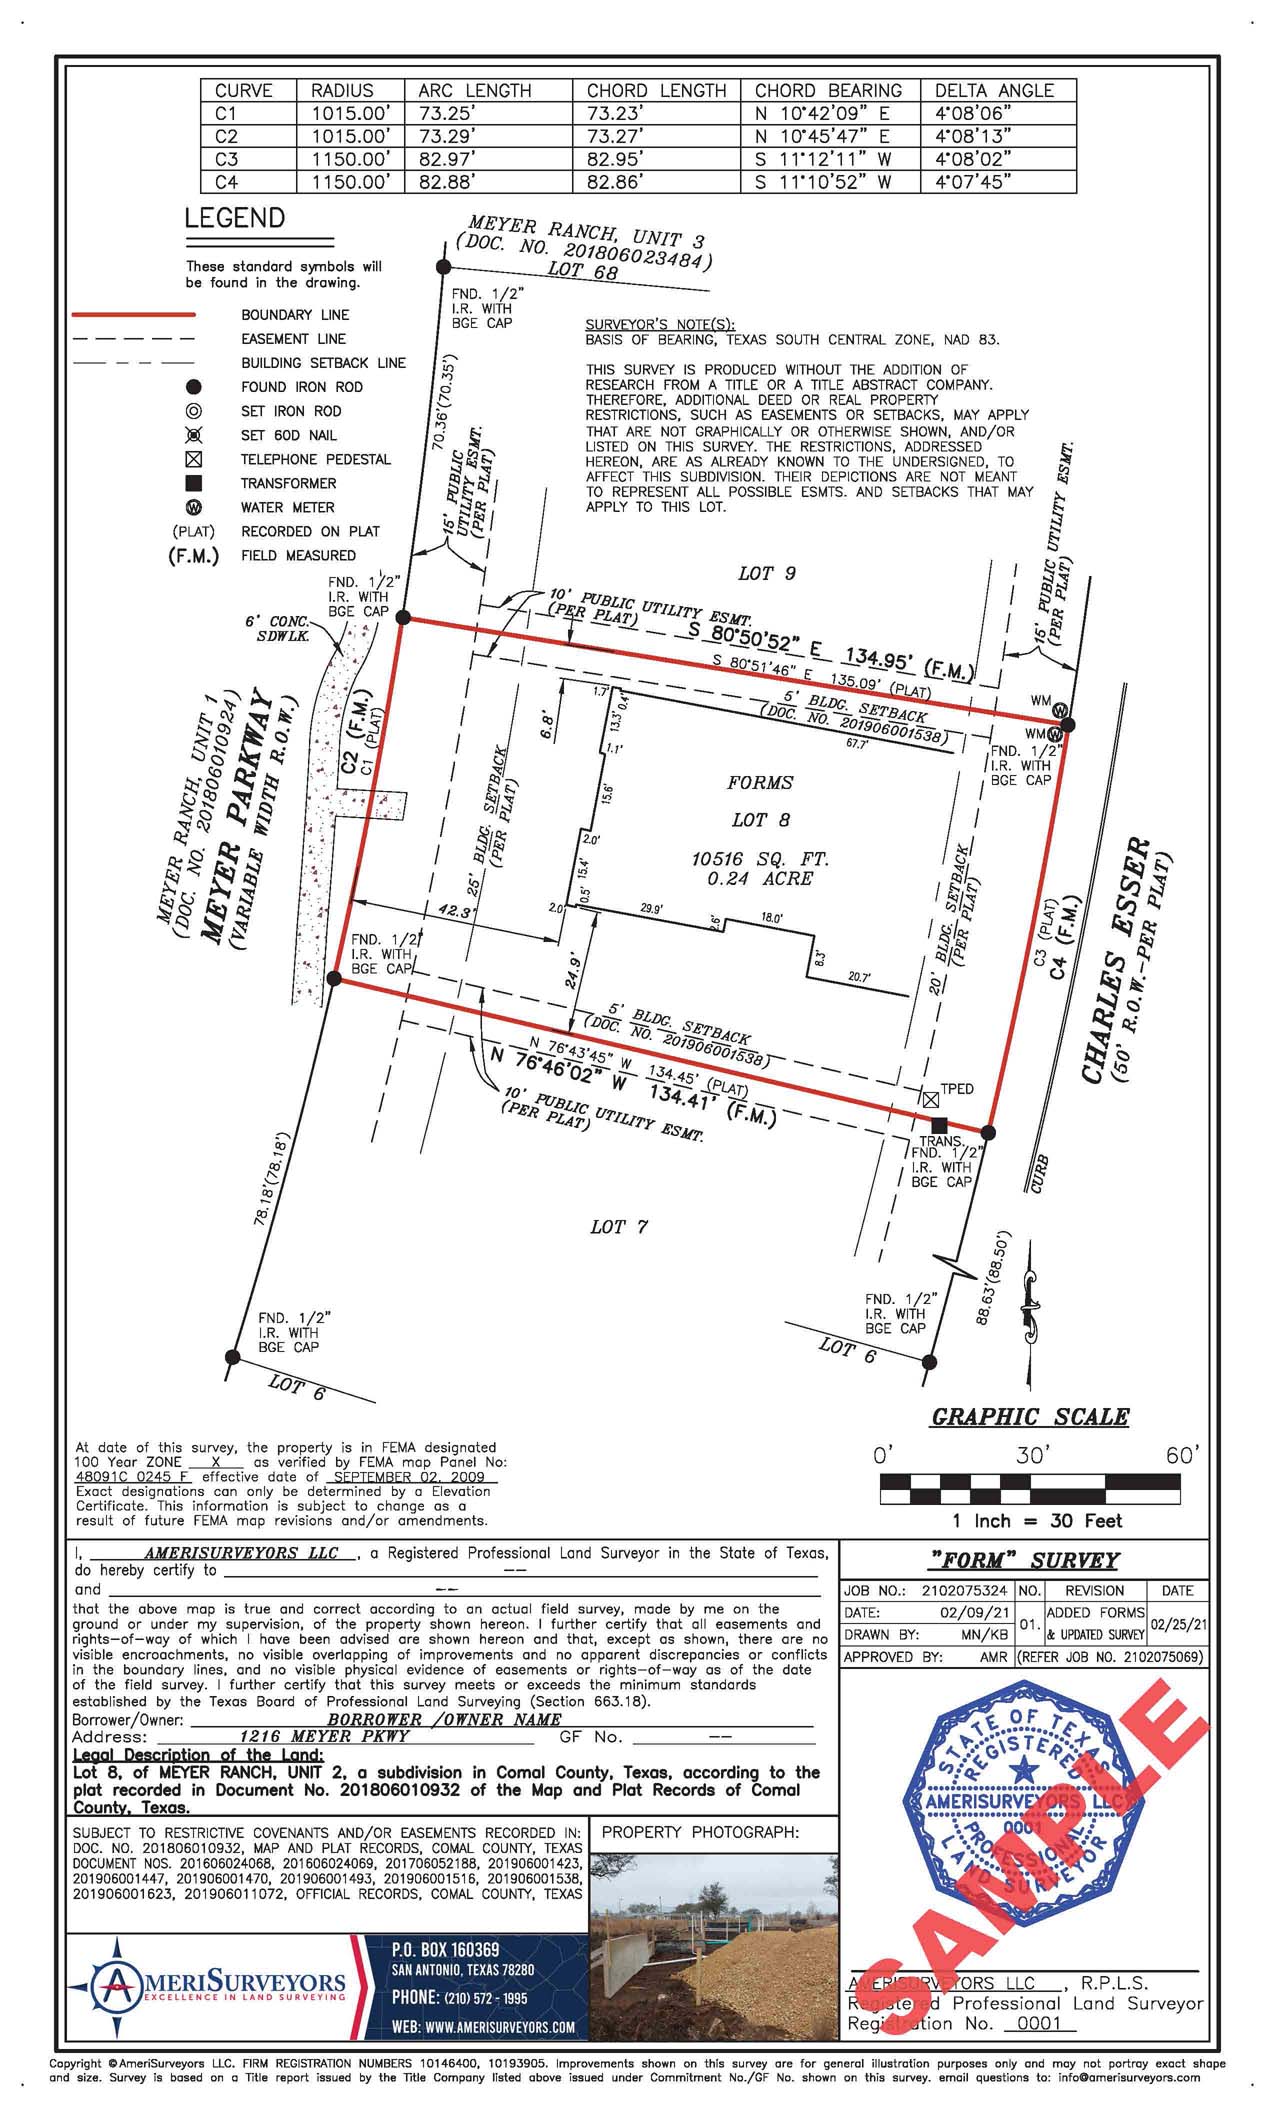 CURVE RADIUS ARC LENGTH CHORD LENGTH CHORD BEARING DELTA ANGLE
C1 1015.00' 73.25' 73.23' N 10°42'09" E 4°08'06"
C2 1015.00' 73.29' 73.27' N 10°45'47" E 4°08'13"
C3 1150.00' 82.97' 82.95' S 11°12'11" W 4°08'02"
C4 1150.00' 82.88' 82.86' S 11°10'52" W 4°07'45"
LEGEND
These standard symbols will
be found in the drawing.
BOUNDARY LINE
EASEMENT LINE
BUILDING SETBACK LINE
FOUND IRON ROD
SET IRON ROD
SET 60D NAIL
TELEPHONE PEDESTAL
TRANSFORMER
WATER METER
(PLAT) RECORDED ON PLAT
(F.M.) FIELD MEASURED
MEYER RANCH, UNIT 3
(DOC. NO. 201806023484)
LOT 68
FND. 1/2"
I.R. WITH
BGE CAP
SURVEYOR'S NOTE(S):
BASIS OF BEARING, TEXAS SOUTH CENTRAL ZONE, NAD 83.
THIS SURVEY IS PRODUCED WITHOUT THE ADDITION OF
RESEARCH FROM A TITLE OR A TITLE ABSTRACT COMPANY.
THEREFORE, ADDITIONAL DEED OR REAL PROPERTY
RESTRICTIONS, SUCH AS EASEMENTS OR SETBACKS, MAY APPLY
THAT ARE NOT GRAPHICALLY OR OTHERWISE SHOWN, AND/OR
LISTED ON THIS SURVEY. THE RESTRICTIONS, ADDRESSED
HEREON, ARE AS ALREADY KNOWN TO THE UNDERSIGNED, TO
AFFECT THIS SUBDIVISION. THEIR DEPICTIONS ARE NOT MEANT
TO REPRESENT ALL POSSIBLE ESMTS. AND SETBACKS THAT MAY
APPLY TO THIS LOT.
70.36'(70.35')
15' PUBLIC
UTILITY ESMT.
(PER PLAT)
15' PUBLIC UTILITY ESMT.
(PER PLAT)
LOT 9
FND. 1/2"
I.R. WITH
BGE CAP
6' CONC.
SDWLK.
10' PUBLIC UTILITY ESMT.
(PER PLAT)
S 80°50'52" E 134.95' (F.M.)
S 80°51'46" E 135.09' (PLAT)
5' BLDG. SETBACK
(DOC. NO. 201906001538)
WM
W
WM
W
FND. 1/2"
I.R. WITH
BGE CAP
MEYER RANCH, UNIT 1
(DOC. NO. 201806010924)
MEYER PARKWAY
(VARIABLE WIDTH R.O.W.)
C2 (F.M.)
C1 (PLAT)
25' BLDG. SETBACK
(PER PLAT)
6.8'
1.7'
0.4'
13.3'
1.1'
15.6'
2.0'
15.4'
0.5'
2.0'
67.7'
FORMS
LOT 8
10516 SQ. FT.
0.24 ACRE
29.9'
2.6'
18.0'
8.3'
20.7'
42.3'
24.9'
20' BLDG. SETBACK
(PER PLAT)
C3 (PLAT)
C4 (F.M.)
CHARLES ESSER
(50' R.O.W.-PER PLAT)
FND. 1/2"
I.R. WITH
BGE CAP
5' BLDG. SETBACK
(DOC. NO. 201906001538)
N 76°43'45" W 134.45' (PLAT)
N 76°46'02" W 134.41' (F.M.)
10' PUBLIC UTILITY ESMT.
(PER PLAT)
TPED
TRANS.
FND. 1/2"
I.R. WITH
BGE CAP
CURB
78.18'(78.18')
LOT 7
88.63'(88.50')
FND. 1/2"
I.R. WITH
BGE CAP
LOT 6
FND. 1/2"
I.R. WITH
BGE CAP
LOT 6
GRAPHIC SCALE
0' 30' 60'
1 Inch = 30 Feet
At date of this survey, the property is in FEMA designated
100 Year ZONE X as verified by FEMA map Panel No:
48091C 0245 F effective date of SEPTEMBER 02, 2009
Exact designations can only be determined by a Elevation
Certificate. This information is subject to change as a
result of future FEMA map revisions and/or amendments.
I, AMERISURVEYORS LLC , a Registered Professional Land Surveyor in the State of Texas,
do hereby certify to --
and --
that the above map is true and correct according to an actual field survey, made by me on the
ground or under my supervision, of the property shown hereon. I further certify that all easements and
rights-of-way of which I have been advised are shown hereon and that, except as shown, there are no
visible encroachments, no visible overlapping of improvements and no apparent discrepancies or conflicts
in the boundary lines, and no visible physical evidence of easements or rights-of-way as of the date
of the field survey. I further certify that this survey meets or exceeds the minimum standards
established by the Texas Board of Professional Land Surveying (Section 663.18).
Borrower/Owner: BORROWER /OWNER NAME
Address: 1216 MEYER PKWY GF No. --
Legal Description of the Land:
Lot 8, of MEYER RANCH, UNIT 2, a subdivision in Comal County, Texas, according to the
plat recorded in Document No. 201806010932 of the Map and Plat Records of Comal
County, Texas.
SUBJECT TO RESTRICTIVE COVENANTS AND/OR EASEMENTS RECORDED IN:
DOC. NO. 201806010932, MAP AND PLAT RECORDS, COMAL COUNTY, TEXAS
DOCUMENT NOS. 201606024068, 201606024069, 201706052188, 201906001423,
201906001447, 201906001470, 201906001493, 201906001516, 201906001538,
201906001623, 201906011072, OFFICIAL RECORDS, COMAL COUNTY, TEXAS
PROPERTY PHOTOGRAPH:
AMERISURVEYORS
EXCELLENCE IN LAND SURVEYING
P.O. BOX 160369
SAN ANTONIO, TEXAS 78280
PHONE: (210) 572 - 1995
WEB: WWW.AMERISURVEYORS.COM
"FORM" SURVEY
JOB NO.: 2102075324 NO. REVISION DATE
DATE: 02/09/21 01. ADDED FORMS & UPDATED SURVEY 02/25/21
DRAWN BY: MN/KB
APPROVED BY: AMR (REFER JOB NO. 2102075069)
STATE OF TEXAS
REGISTERED
AMERISURVEYORS LLC
0001
PROFESSIONAL
LAND SURVEYOR
SAMPLE
AMERISURVEYORS LLC , R.P.L.S.
Registered Professional Land Surveyor
Registration No. 0001
Copyright ©AmeriSurveyors LLC. FIRM REGISTRATION NUMBERS 10146400, 10193905. Improvements shown on this survey are for general illustration purposes only and may not portray exact shape
and size. Survey is based on a Title report issued by the Title Company listed above issued under Commitment No./GF No. shown on this survey. email questions to: info@amerisurveyors.com